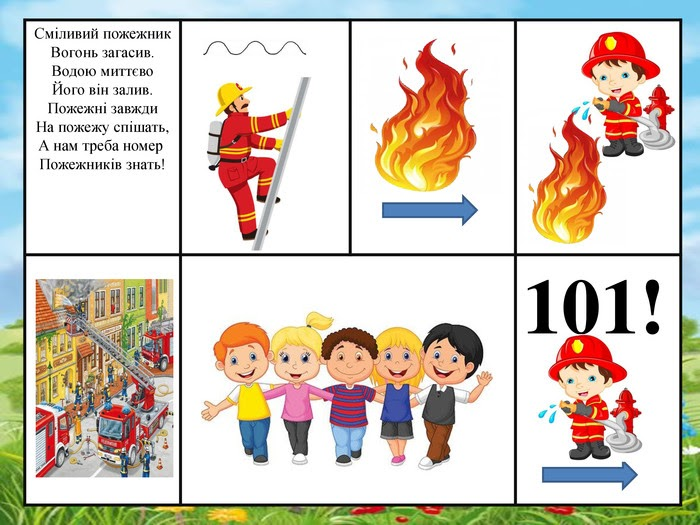 Сміливий пожежник
Вогонь загасив.
Водою миттєво
Його він залив.
Пожежні завжди
На пожежу спішать,
А нам треба номер
Пожежників знать!
101!